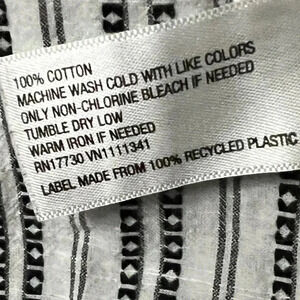 100% COTTON
MACHINE WASH COLD WITH LIKE COLORS
ONLY NON-CHLORINE BLEACH IF NEEDED
TUMBLE DRY LOW
WARM IRON IF NEEDED
RN17730 VN1111341
LABEL MADE FROM 100% RECYCLED PLASTIC